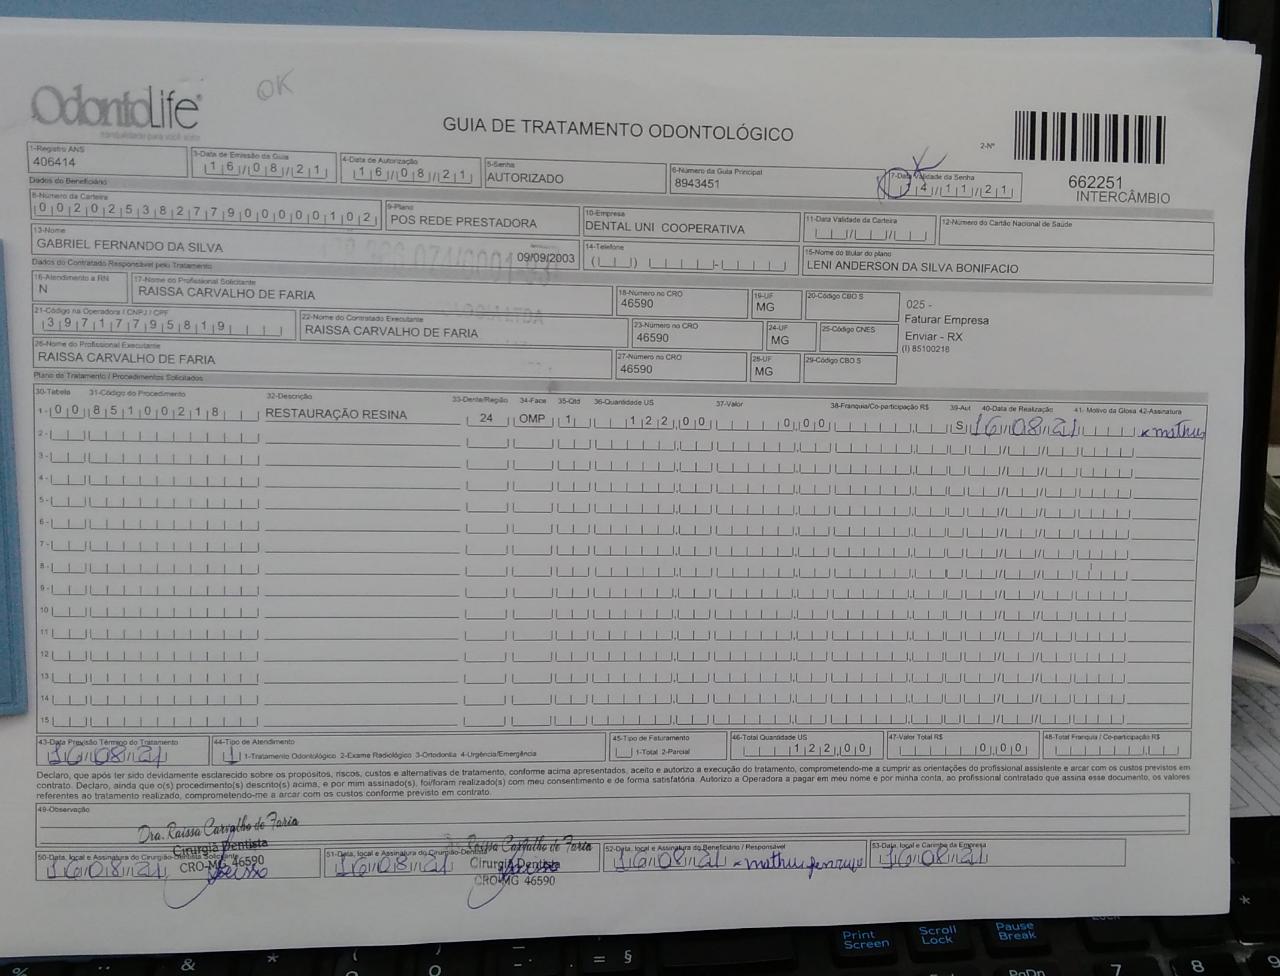 OK
OdontoLife
GUIA DE TRATAMENTO ODONTOLÓGICO
2-Nº
662251
INTERCÂMBIO
1-Registro ANS
406414
3-Data de Emissão da Guia
16/08/21
4-Data de Autorização
16/08/21
5-Senha
AUTORIZADO
6-Número da Guia Principal
8943451
7-Data Validade da Senha
14/11/21
Dados do Beneficiário
8-Número da Carteira
00202538277900000102
9-Plano
POS REDE PRESTADORA
10-Empresa
DENTAL UNI COOPERATIVA
11-Data Validade da Carteira
12-Número do Cartão Nacional de Saúde
13-Nome
GABRIEL FERNANDO DA SILVA
09/09/2003
14-Telefone
15-Nome do titular do plano
LENI ANDERSON DA SILVA BONIFACIO
Dados do Contratado Responsável pelo Tratamento
16-Atendimento a RN
N
17-Nome do Profissional Solicitante
RAISSA CARVALHO DE FARIA
18-Número no CRO
46590
19-UF
MG
20-Código CBO S
025 -
Faturar Empresa
Enviar - RX
(I) 85100218
21-Código na Operadora / CNPJ / CPF
39717795819
22-Nome do Contratado Executante
RAISSA CARVALHO DE FARIA
23-Número no CRO
46590
24-UF
MG
25-Código CNES
26-Nome do Profissional Executante
RAISSA CARVALHO DE FARIA
27-Número no CRO
46590
28-UF
MG
29-Código CBO S
Plano de Tratamento / Procedimentos Solicitados
30-Tabela 31-Código do Procedimento 32-Descrição 33-Dente/Região 34-Face 35-Qtd 36-Quantidade US 37-Valor 38-Franquia/Co-participação R$ 39-Aut 40-Data de Realização 41- Motivo da Glosa 42-Assinatura
1- 00 85100218 RESTAURAÇÃO RESINA 24 OMP 1 122,00 0,00 S 16/08/21
2-
3-
4-
5-
6-
7-
8-
9-
10
11
12
13
14
15
43-Data Previsão Término do Tratamento
16/08/21
44-Tipo de Atendimento
1 1-Tratamento Odontológico 2-Exame Radiológico 3-Ortodontia 4-Urgência/Emergência
45-Tipo de Faturamento
1-Total 2-Parcial
46-Total Quantidade US
122,00
47-Valor Total R$
0,00
48-Total Franquia / Co-participação R$
Declaro, que após ter sido devidamente esclarecido sobre os propósitos, riscos, custos e alternativas de tratamento, conforme acima apresentados, aceito e autorizo a execução do tratamento, comprometendo-me a cumprir as orientações do profissional assistente e arcar com os custos previstos em
contrato. Declaro, ainda que o(s) procedimento(s) descrito(s) acima, e por mim assinado(s), foi/foram realizado(s) com meu consentimento e de forma satisfatória. Autorizo a Operadora a pagar em meu nome e por minha conta, ao profissional contratado que assina esse documento, os valores
referentes ao tratamento realizado, comprometendo-me a arcar com os custos conforme previsto em contrato.
49-Observação
Dra. Raissa Carvalho de Faria
Cirurgiã Dentista
CRO-MG 46590
Raissa Carvalho de Faria
Cirurgiã Dentista
CRO-MG 46590
50-Data, local e Assinatura do Cirurgião-Dentista Solicitante
16/08/21
51-Data, local e Assinatura do Cirurgião-Dentista
16/08/21
52-Data, local e Assinatura do Beneficiário / Responsável
16/08/21
53-Data, local e Carimbo da Empresa
16/08/21
Print
Screen
Scroll
Lock
Pause
Break
PgDn
7
8
9